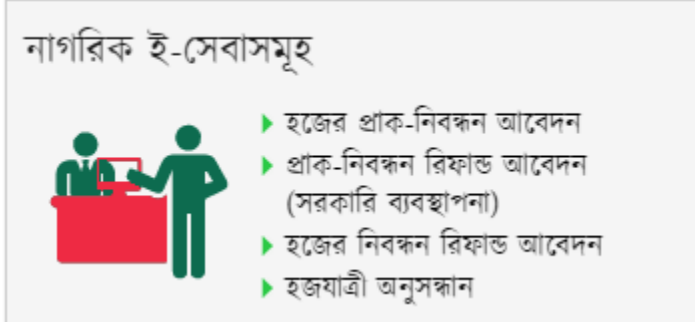 নাগরিক ই-সেবাসমূহ
হজের প্রাক-নিবন্ধন আবেদন
প্রাক-নিবন্ধন রিফান্ড আবেদন
(সরকারি ব্যবস্থাপনা)
হজের নিবন্ধন রিফান্ড আবেদন
হজযাত্রী অনুসন্ধান